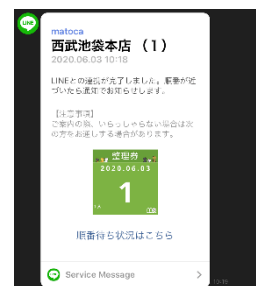 LINE
matoca
西武池袋本店 （1）
2020.06.03 10:18
LINEとの連携が完了しました。順番が近
づいたら通知でお知らせします。
【注意事項】
ご案内の際、いらっしゃらない場合は次
の方をお通しする場合があります。
整理券
2020.06.03
1
順番待ち状況はこちら
Service Message
10:19